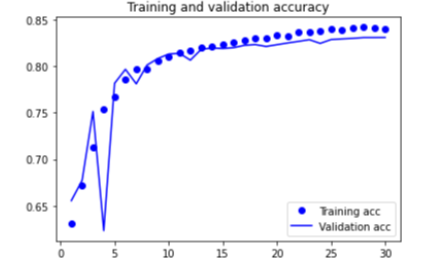 Training and validation accuracy
0.85
0.80
0.75
0.70
0.65
Training acc
Validation acc
0 5 10 15 20 25 30